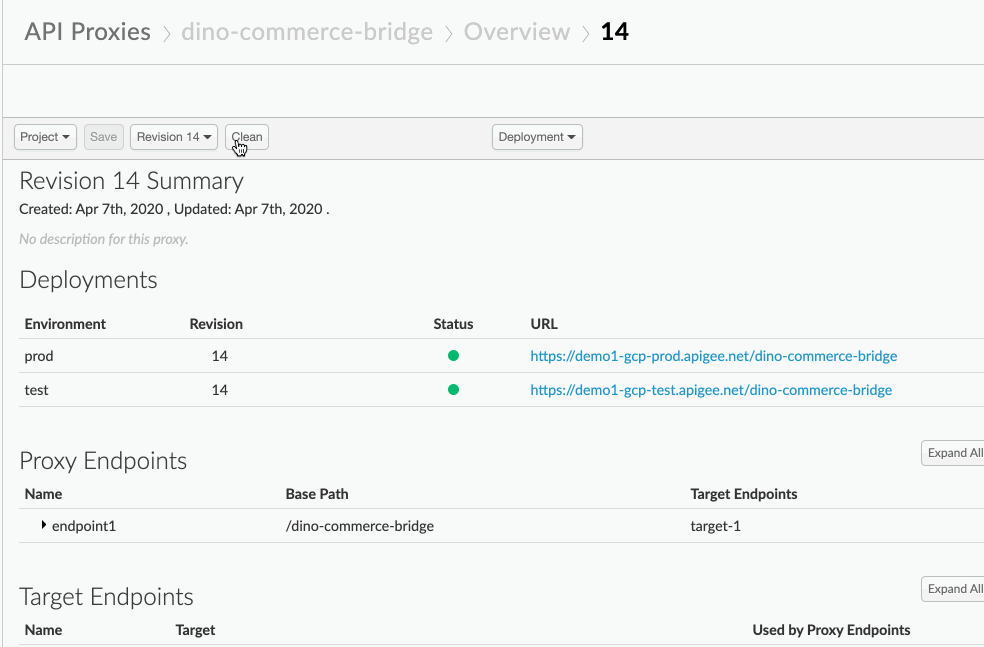 API Proxies > dino-commerce-bridge > Overview > 14
Project Save Revision 14 Clean Deployment
Revision 14 Summary
Created: Apr 7th, 2020 , Updated: Apr 7th, 2020 .
No description for this proxy.
Deployments
Environment Revision Status URL
prod 14 https://demo1-gcp-prod.apigee.net/dino-commerce-bridge
test 14 https://demo1-gcp-test.apigee.net/dino-commerce-bridge
Proxy Endpoints Expand All
Name Base Path Target Endpoints
endpoint1 /dino-commerce-bridge target-1
Target Endpoints Expand All
Name Target Used by Proxy Endpoints